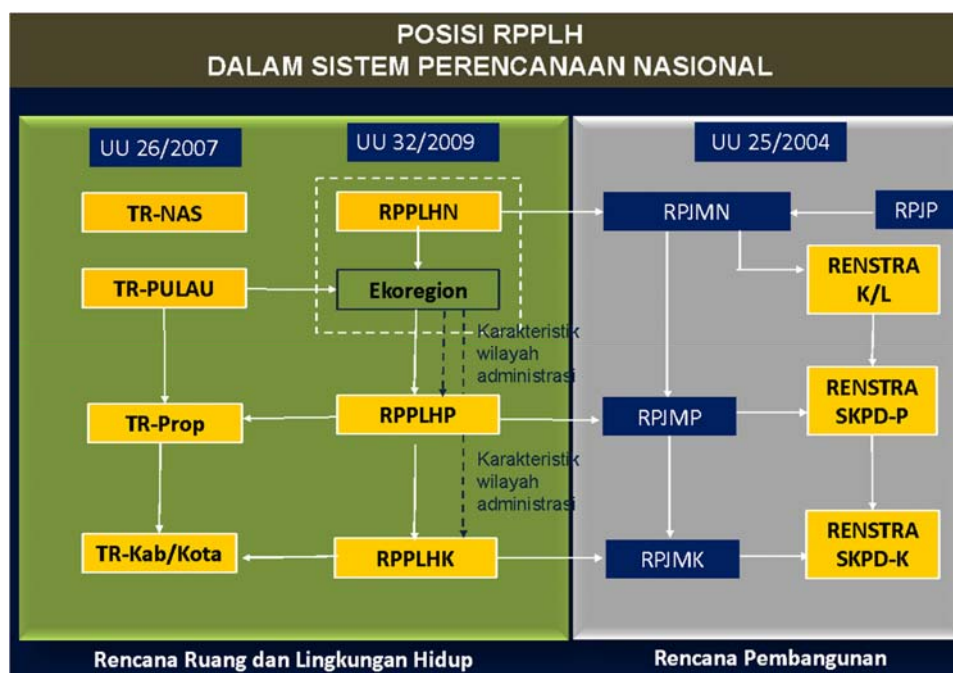 POSISI RPPLH
DALAM SISTEM PERENCANAAN NASIONAL
UU 26/2007
UU 32/2009
UU 25/2004
TR-NAS
RPPLHN
RPJMN
RPJP
TR-PULAU
Ekoregion
RENSTRA
K/L
Karakteristik
wilayah
administrasi
TR-Prop
RPPLHP
RPJMP
RENSTRA
SKPD-P
Karakteristik
wilayah
administrasi
TR-Kab/Kota
RPPLHK
RPJMK
RENSTRA
SKPD-K
Rencana Ruang dan Lingkungan Hidup
Rencana Pembangunan